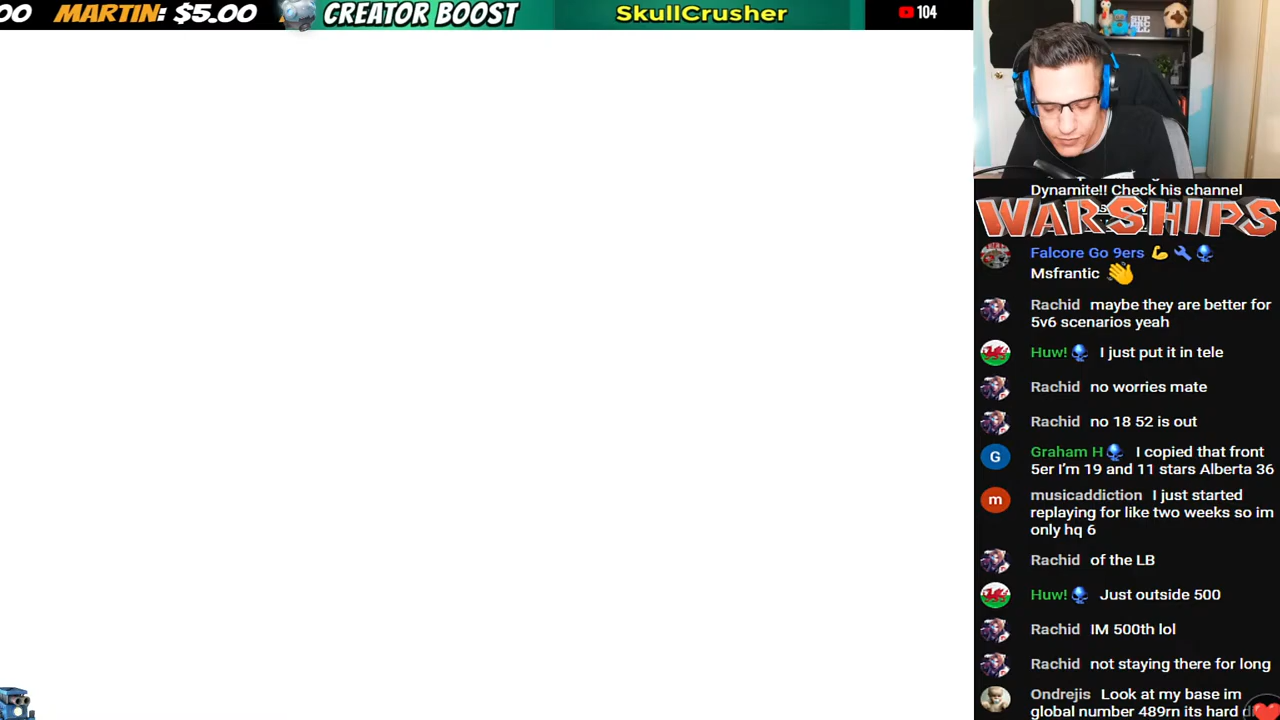 00 MARTIN: $5.00 CREATOR BOOST SkullCrusher 104
Dynamite!! Check his channel
WARSHIPS
Falcore Go 9ers
Msfrantic
Rachid maybe they are better for
5v6 scenarios yeah
Huw! I just put it in tele
Rachid no worries mate
Rachid no 18 52 is out
Graham H I copied that front
5er I’m 19 and 11 stars Alberta 36
musicaddiction I just started
replaying for like two weeks so im
only hq 6
Rachid of the LB
Huw! Just outside 500
Rachid IM 500th lol
Rachid not staying there for long
Ondrejis Look at my base im
global number 489rn its hard